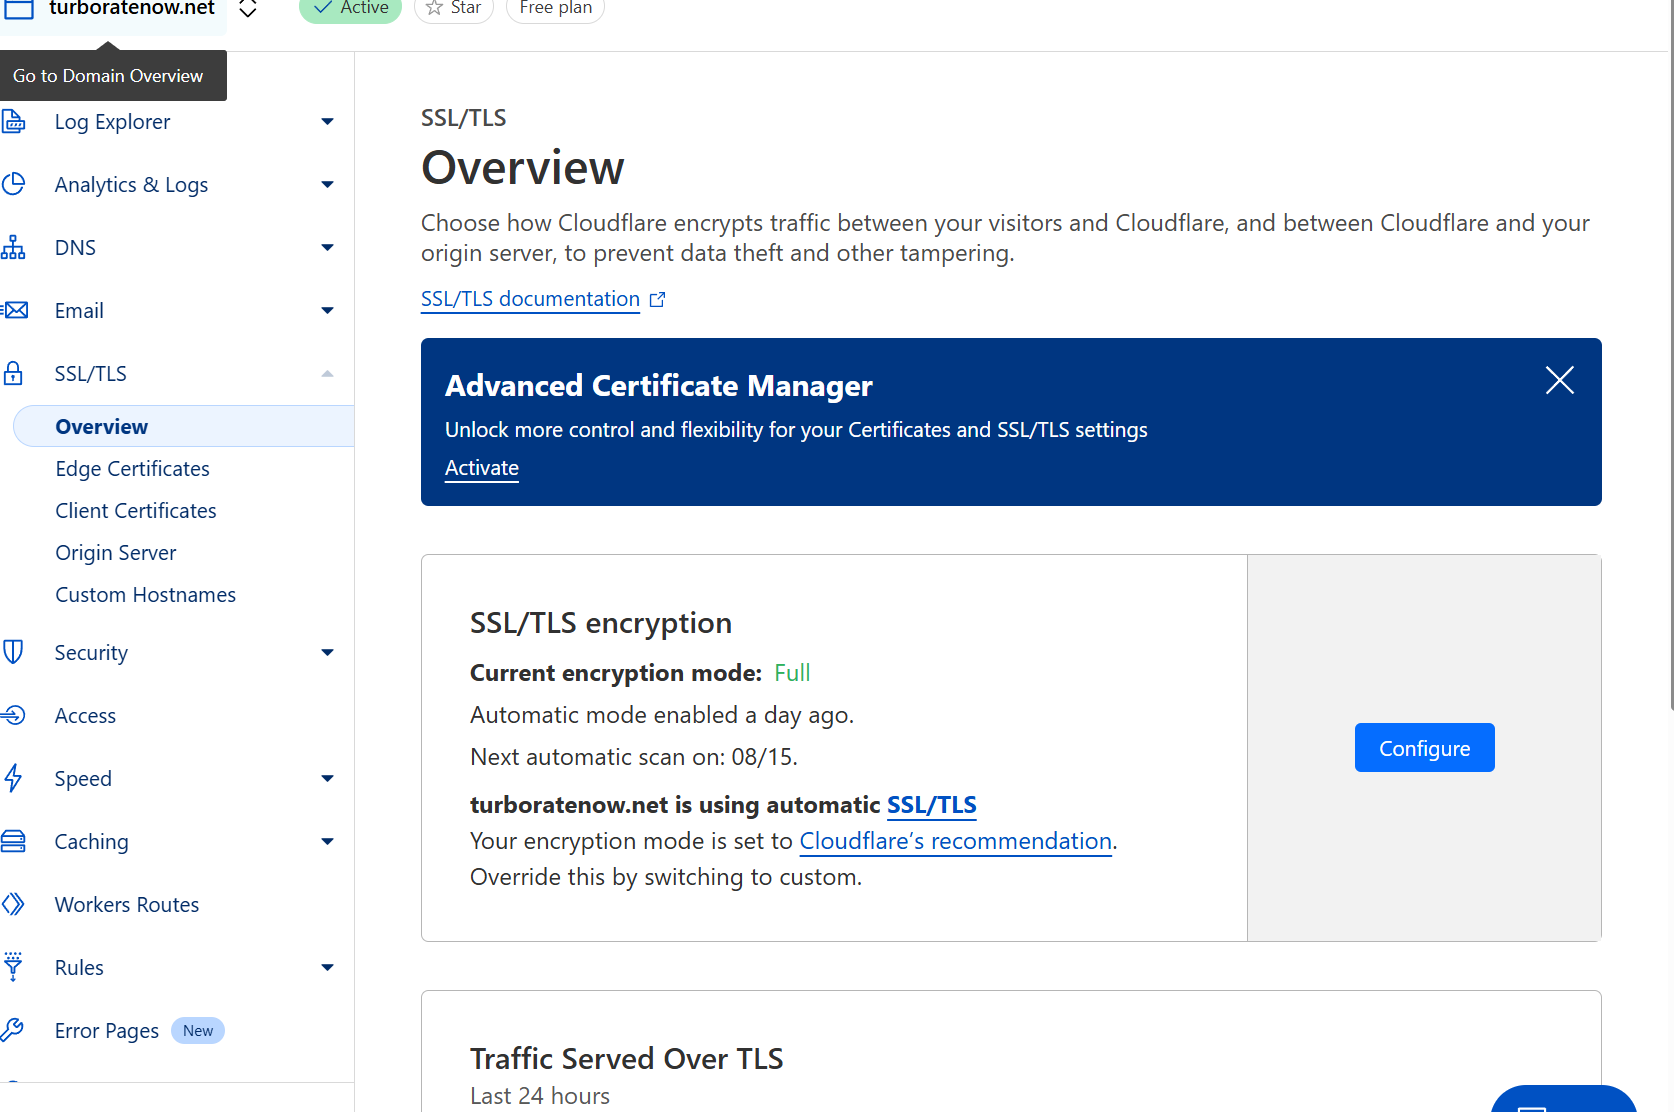 turboratenow.net
Active
Star
Free plan
Go to Domain Overview
Log Explorer
Analytics & Logs
DNS
Email
SSL/TLS
Overview
Edge Certificates
Client Certificates
Origin Server
Custom Hostnames
Security
Access
Speed
Caching
Workers Routes
Rules
Error Pages New
SSL/TLS
Overview
Choose how Cloudflare encrypts traffic between your visitors and Cloudflare, and between Cloudflare and your
origin server, to prevent data theft and other tampering.
SSL/TLS documentation
Advanced Certificate Manager
Unlock more control and flexibility for your Certificates and SSL/TLS settings
Activate
SSL/TLS encryption
Current encryption mode: Full
Automatic mode enabled a day ago.
Next automatic scan on: 08/15.
turboratenow.net is using automatic SSL/TLS
Your encryption mode is set to Cloudflare’s recommendation.
Override this by switching to custom.
Configure
Traffic Served Over TLS
Last 24 hours